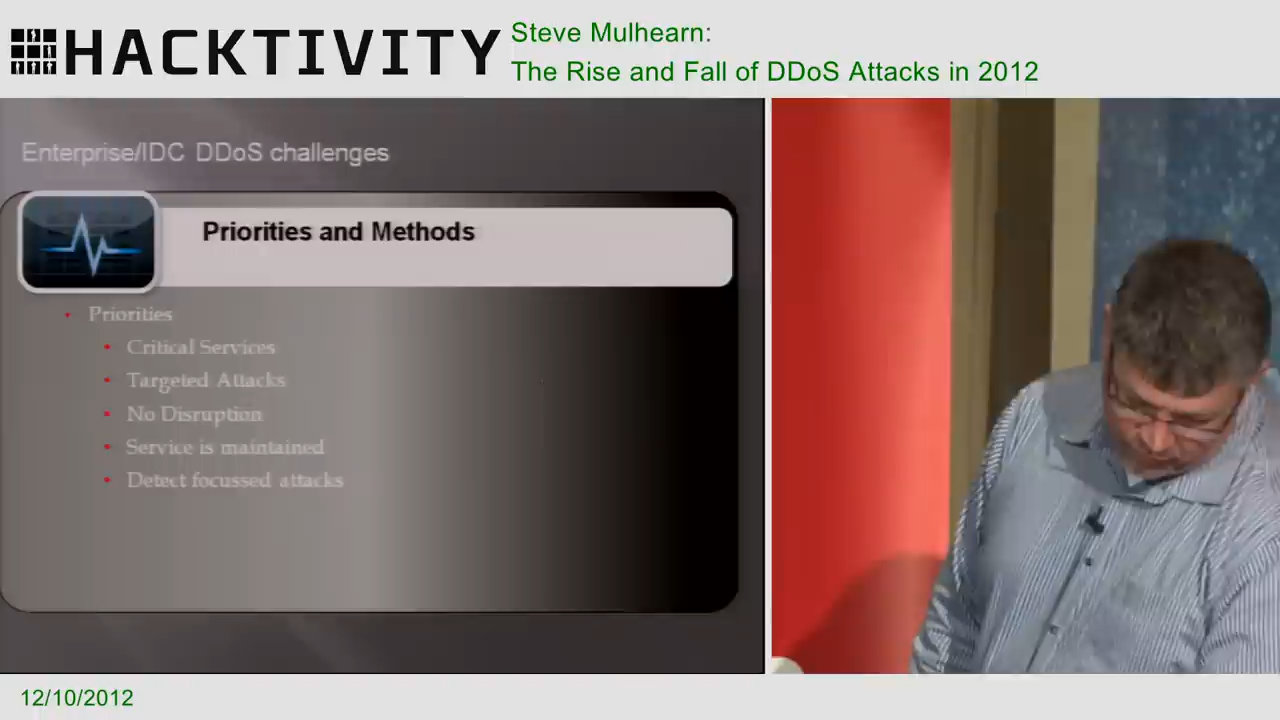 HACKTIVITY
Steve Mulhearn:
The Rise and Fall of DDoS Attacks in 2012
Enterprise/IDC DDoS challenges
Priorities and Methods
• Priorities
• Critical Services
• Targeted Attacks
• No Disruption
• Service is maintained
• Detect focussed attacks
12/10/2012